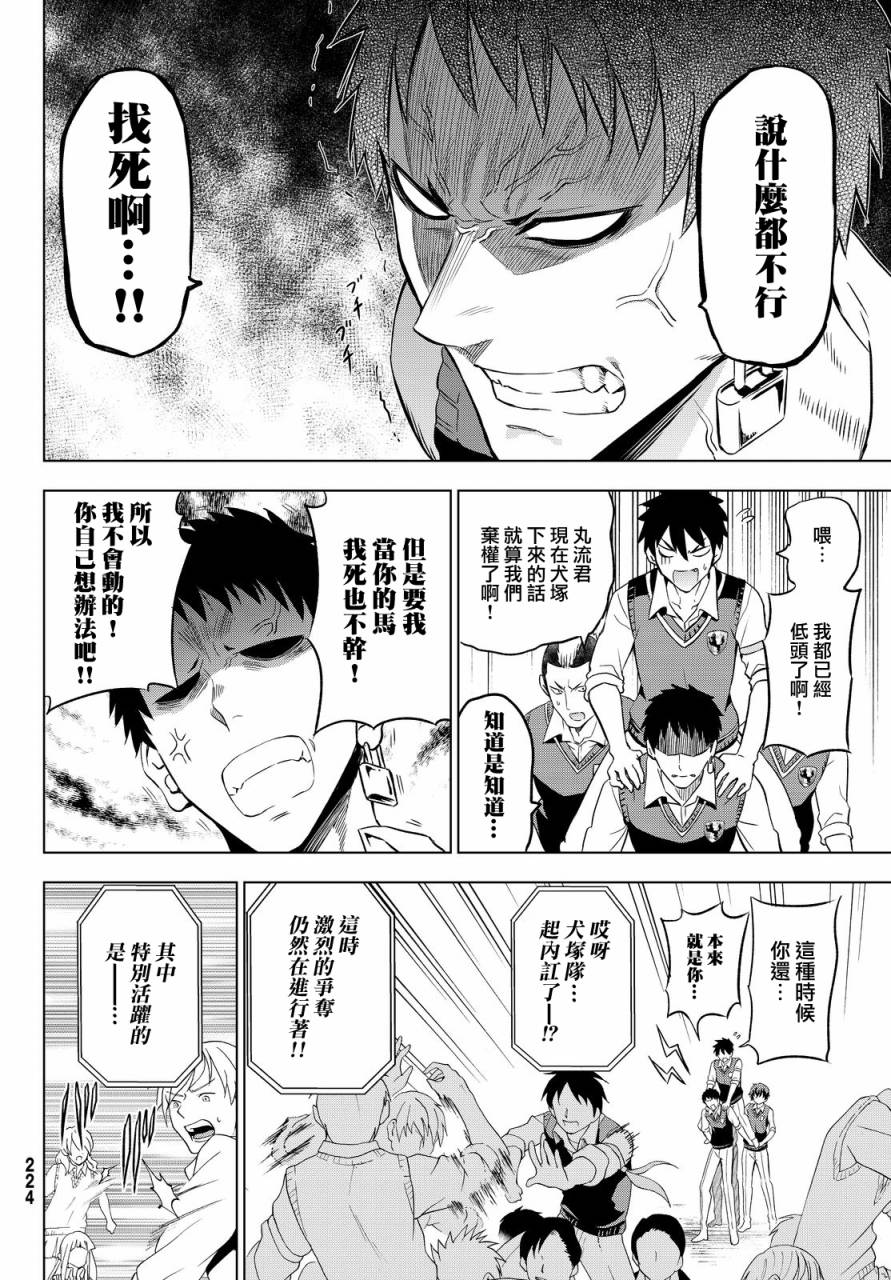 說什麼都不行
找死啊…!!
ブチ
ブチ
喂…
我都已經
低頭了啊!
丸流君
現在犬塚
下來的話
就算我們
棄權了啊!
知道是知道…
但是要我
當你的馬
我死也不幹!
所以
我不會動的!
你自己想辦法吧!!
這種時候
你還…
本來
就是你…
哎呀
犬塚隊…
起內訌了ー!?
這時
激烈的爭奪
仍然在進行著!!
其中
特別活躍的
是——…
224